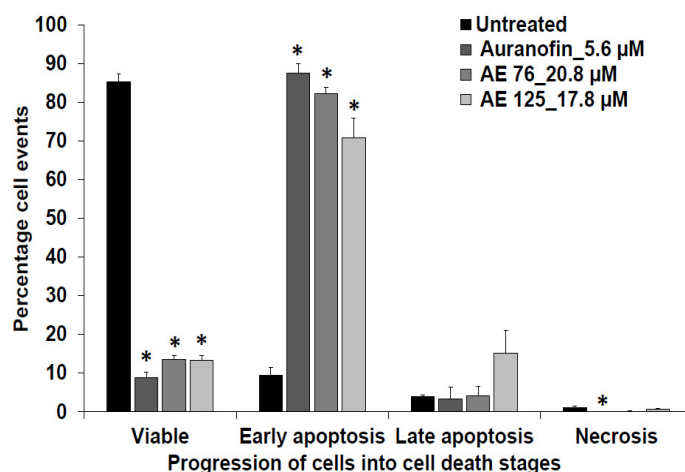 Percentage cell events
100
90
80
70
60
50
40
30
20
10
0
Untreated
Auranofin_5.6 µM
AE 76_20.8 µM
AE 125_17.8 µM
* * *
* * *
*
Viable Early apoptosis Late apoptosis Necrosis
Progression of cells into cell death stages